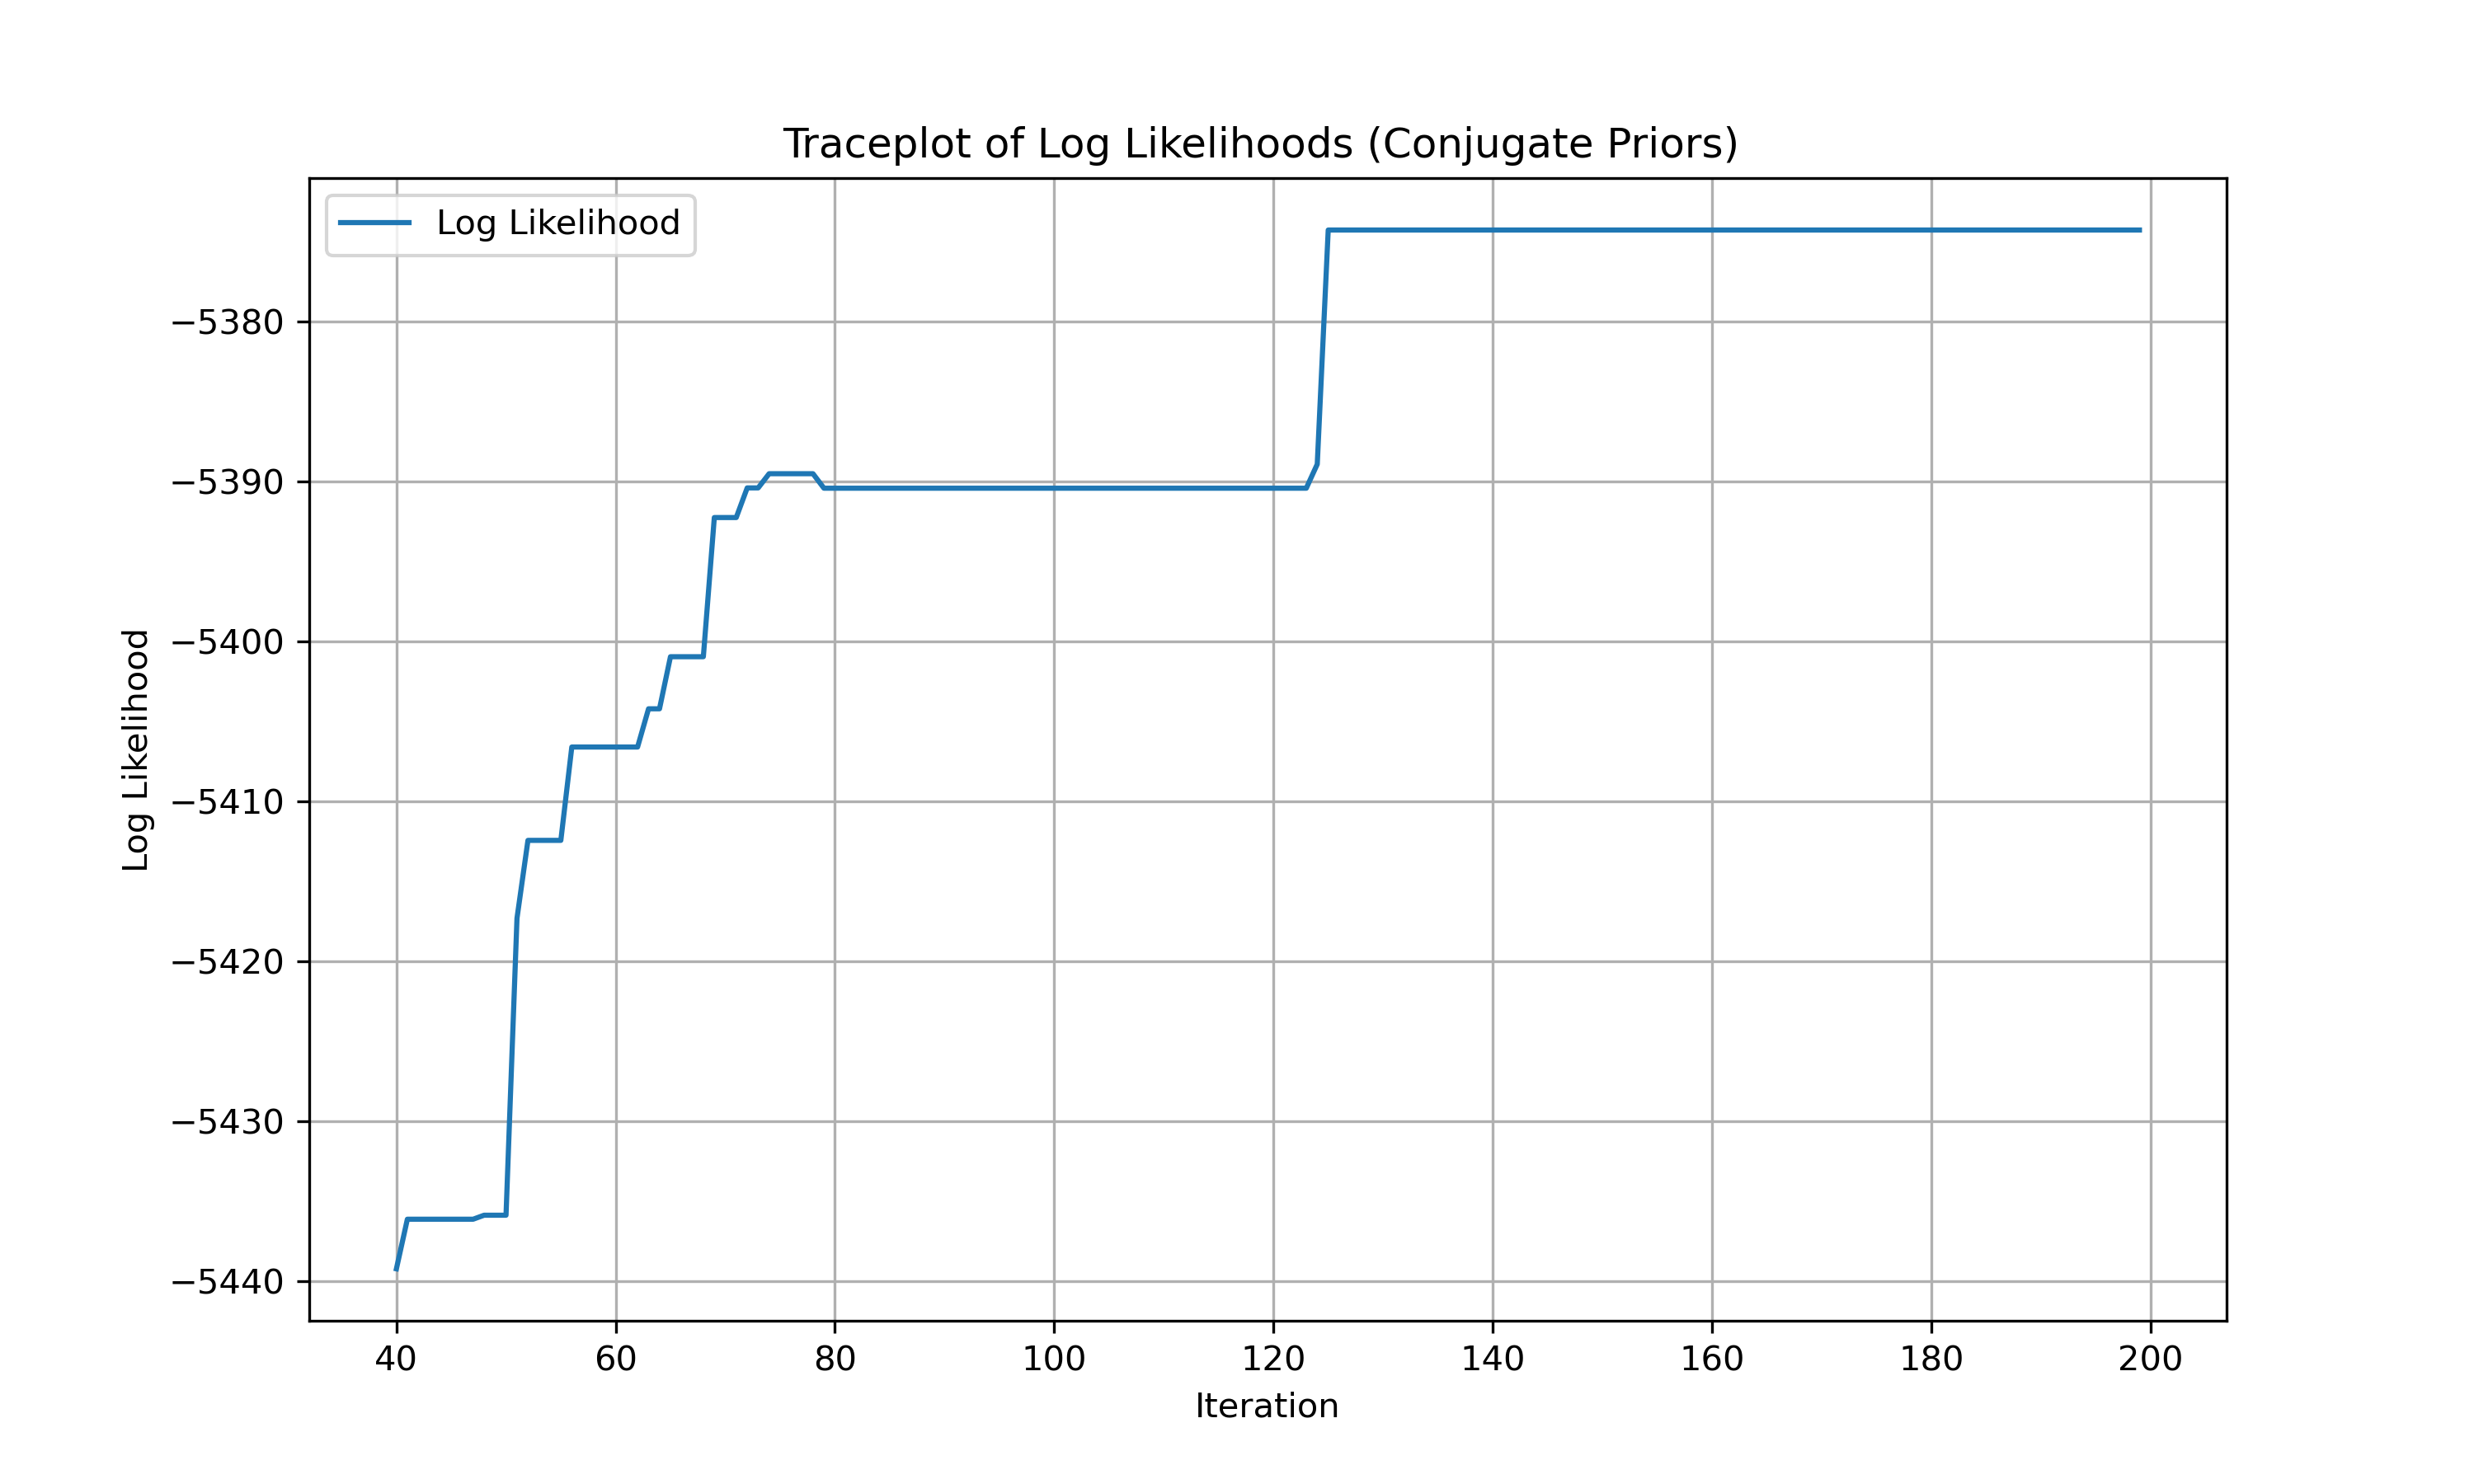 Traceplot of Log Likelihoods (Conjugate Priors)
Log Likelihood
−5380
−5390
−5400
−5410
−5420
−5430
−5440
Log Likelihood
40 60 80 100 120 140 160 180 200
Iteration